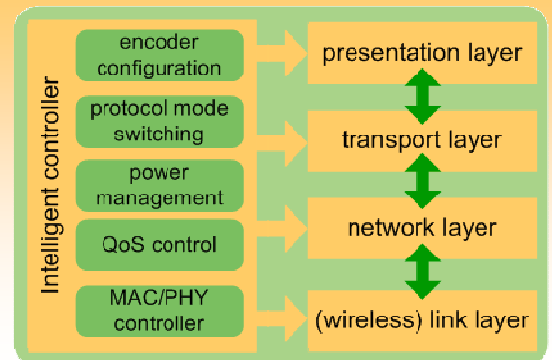 Intelligent controller
encoder
configuration
protocol mode
switching
power
management
QoS control
MAC/PHY
controller
presentation layer
transport layer
network layer
(wireless) link layer